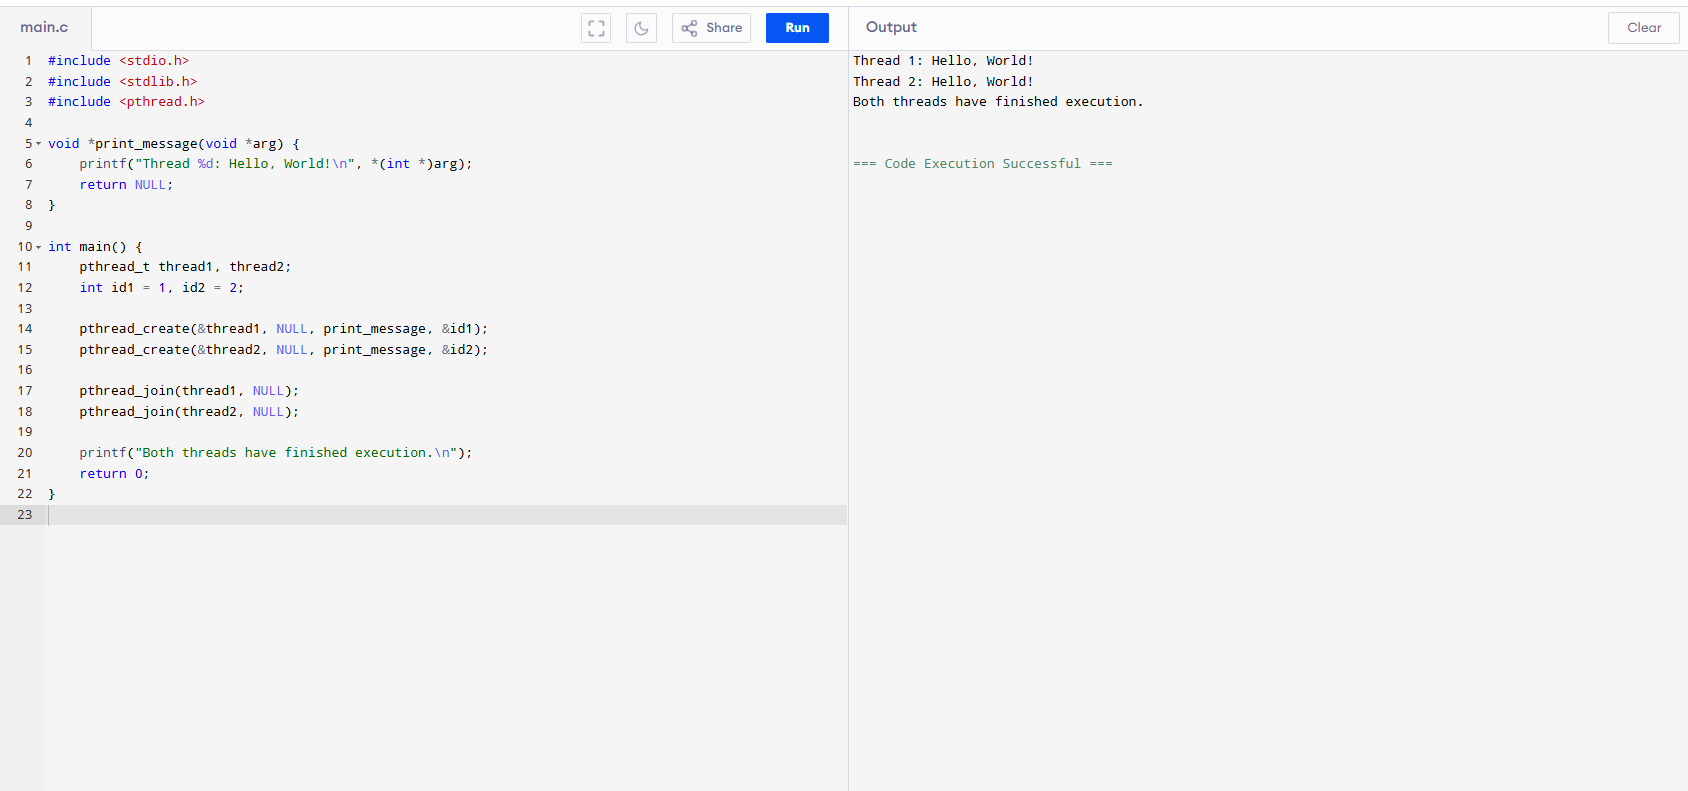 main.c
Share
Run
Output
Clear
1 #include <stdio.h>
2 #include <stdlib.h>
3 #include <pthread.h>
4
5 void *print_message(void *arg) {
6     printf("Thread %d: Hello, World!\n", *(int *)arg);
7     return NULL;
8 }
9
10 int main() {
11     pthread_t thread1, thread2;
12     int id1 = 1, id2 = 2;
13
14     pthread_create(&thread1, NULL, print_message, &id1);
15     pthread_create(&thread2, NULL, print_message, &id2);
16
17     pthread_join(thread1, NULL);
18     pthread_join(thread2, NULL);
19
20     printf("Both threads have finished execution.\n");
21     return 0;
22 }
23
Thread 1: Hello, World!
Thread 2: Hello, World!
Both threads have finished execution.
=== Code Execution Successful ===